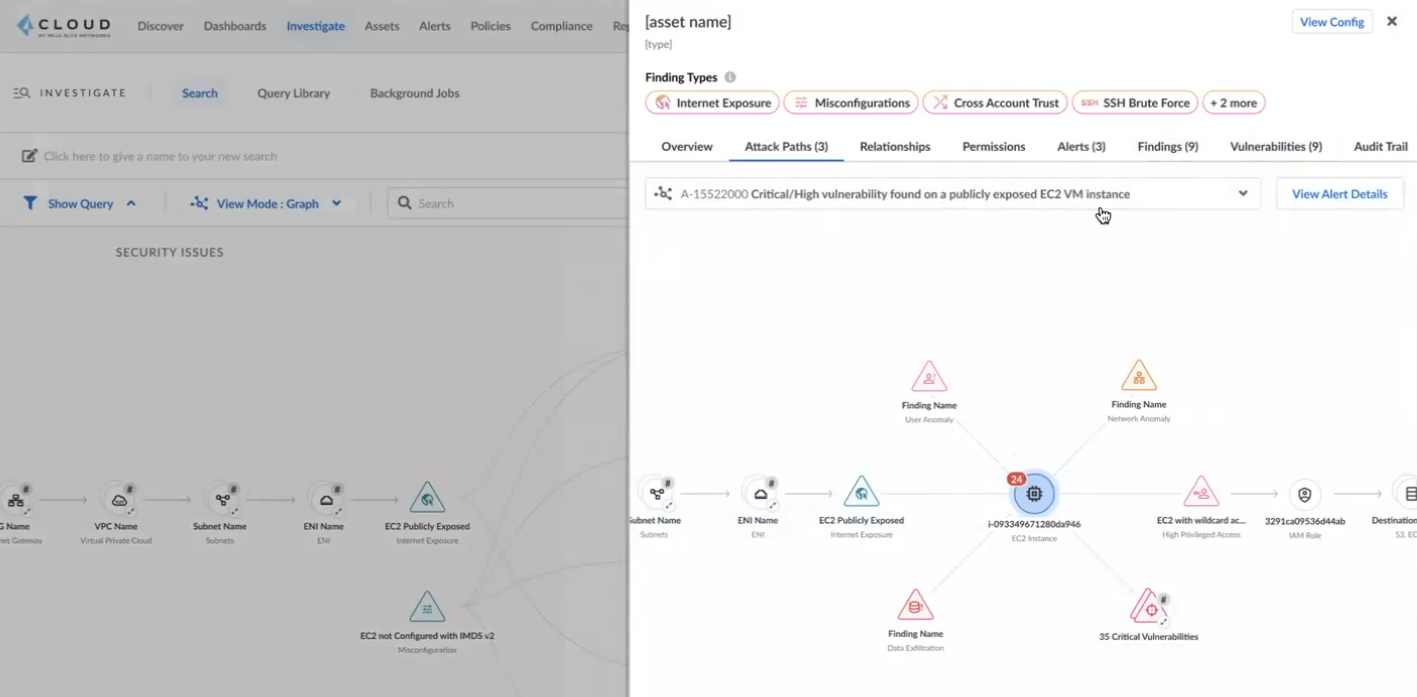 CLOUD
BY PALO ALTO NETWORKS
Discover
Dashboards
Investigate
Assets
Alerts
Policies
Compliance
Reg
INVESTIGATE
Search
Query Library
Background Jobs
Click here to give a name to your new search
Show Query
View Mode : Graph
Search
SECURITY ISSUES
#
#
#
#
G Name
net Gateway
VPC Name
Virtual Private Cloud
Subnet Name
Subnets
ENI Name
ENI
EC2 Publicly Exposed
Internet Exposure
EC2 not Configured with IMDS v2
Misconfiguration
[asset name]
View Config
[type]
Finding Types
Internet Exposure
Misconfigurations
Cross Account Trust
SSH
SSH Brute Force
+ 2 more
Overview
Attack Paths (3)
Relationships
Permissions
Alerts (3)
Findings (9)
Vulnerabilities (9)
Audit Trail
A-15522000 Critical/High vulnerability found on a publicly exposed EC2 VM instance
View Alert Details
Finding Name
User Anomaly
Finding Name
Network Anomaly
#
#
24
Subnet Name
Subnets
ENI Name
ENI
EC2 Publicly Exposed
Internet Exposure
i-093349671280da946
EC2 Instance
EC2 with wildcard ac...
High Privileged Access
3291ca09536d44ab
IAM Role
Destination
S3, EC
Finding Name
Data Exfiltration
#
35 Critical Vulnerabilities